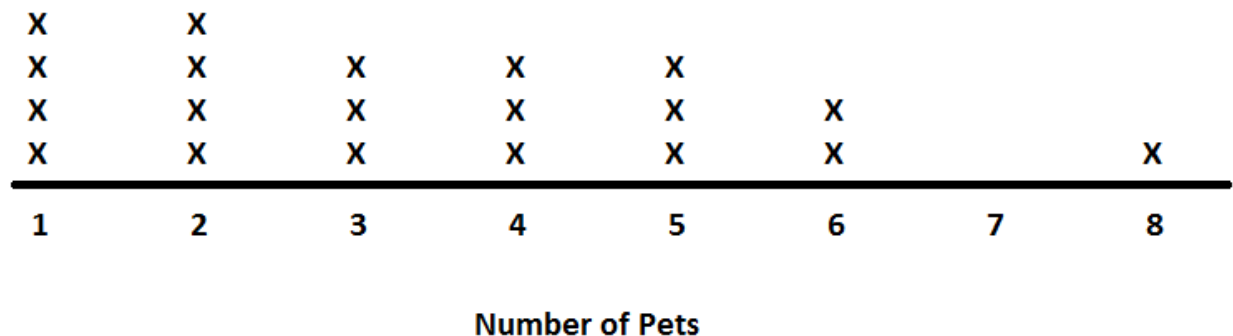 X X
X X X X X
X X X X X X
X X X X X X X
1 2 3 4 5 6 7 8
Number of Pets